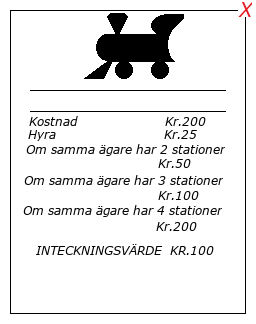 X
Kostnad Kr.200
Hyra Kr.25
Om samma ägare har 2 stationer
Kr.50
Om samma ägare har 3 stationer
Kr.100
Om samma ägare har 4 stationer
Kr.200
INTECKNINGSVÄRDE KR.100